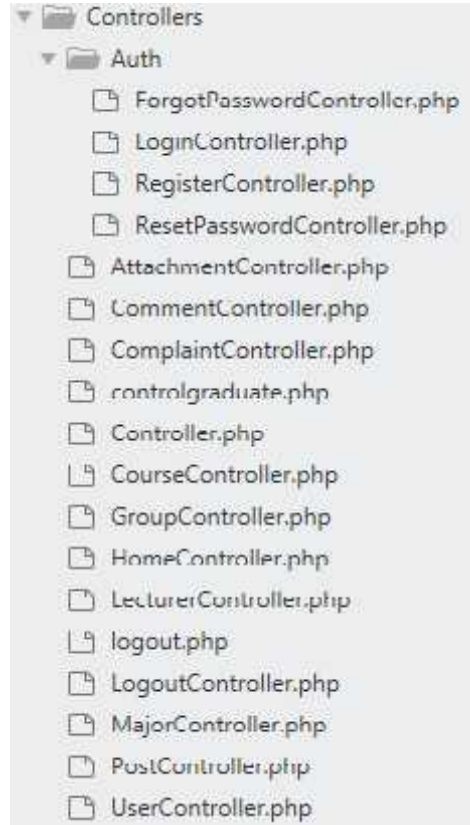 Controllers
Auth
ForgotPasswordController.php
LoginController.php
RegisterController.php
ResetPasswordController.php
AttachmentController.php
CommentController.php
ComplaintController.php
controlgraduate.php
Controller.php
CourseController.php
GroupController.php
HomeController.php
LecturerController.php
logout.php
LogoutController.php
MajorController.php
PostController.php
UserController.php